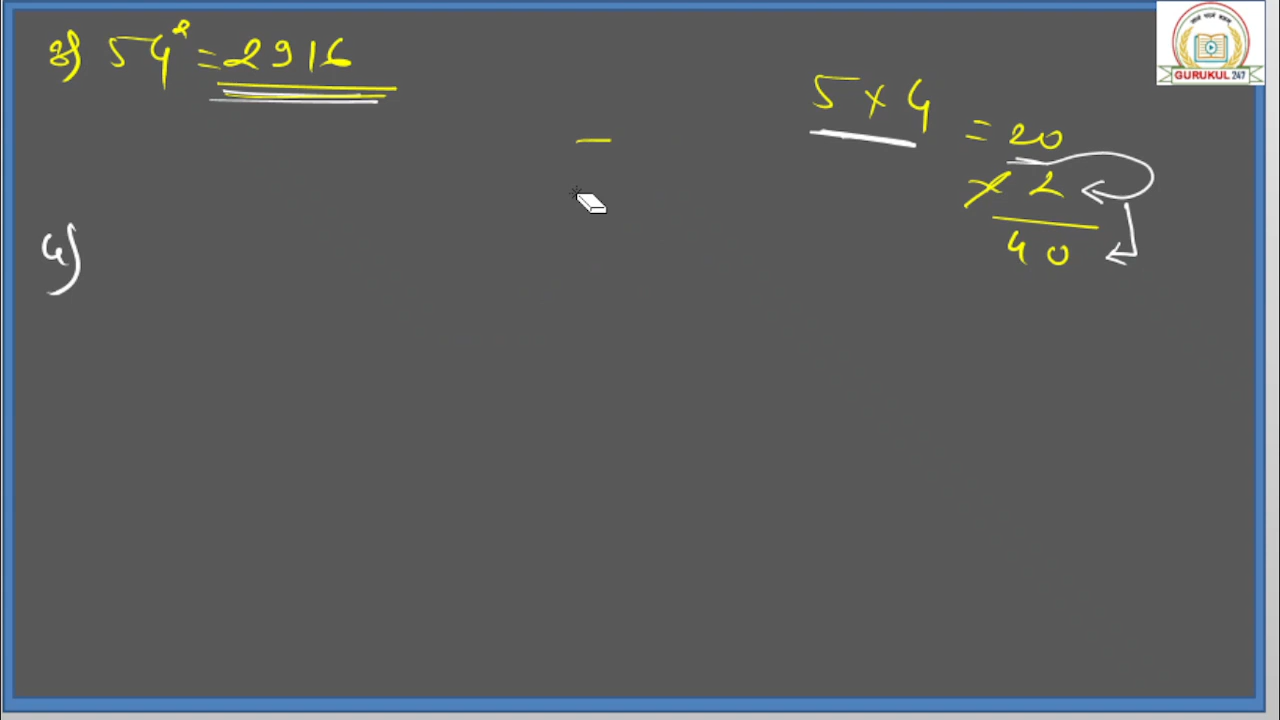 3) 54² = 2916
5 × 4
= 20
× 2
40
4)
GURUKUL 247